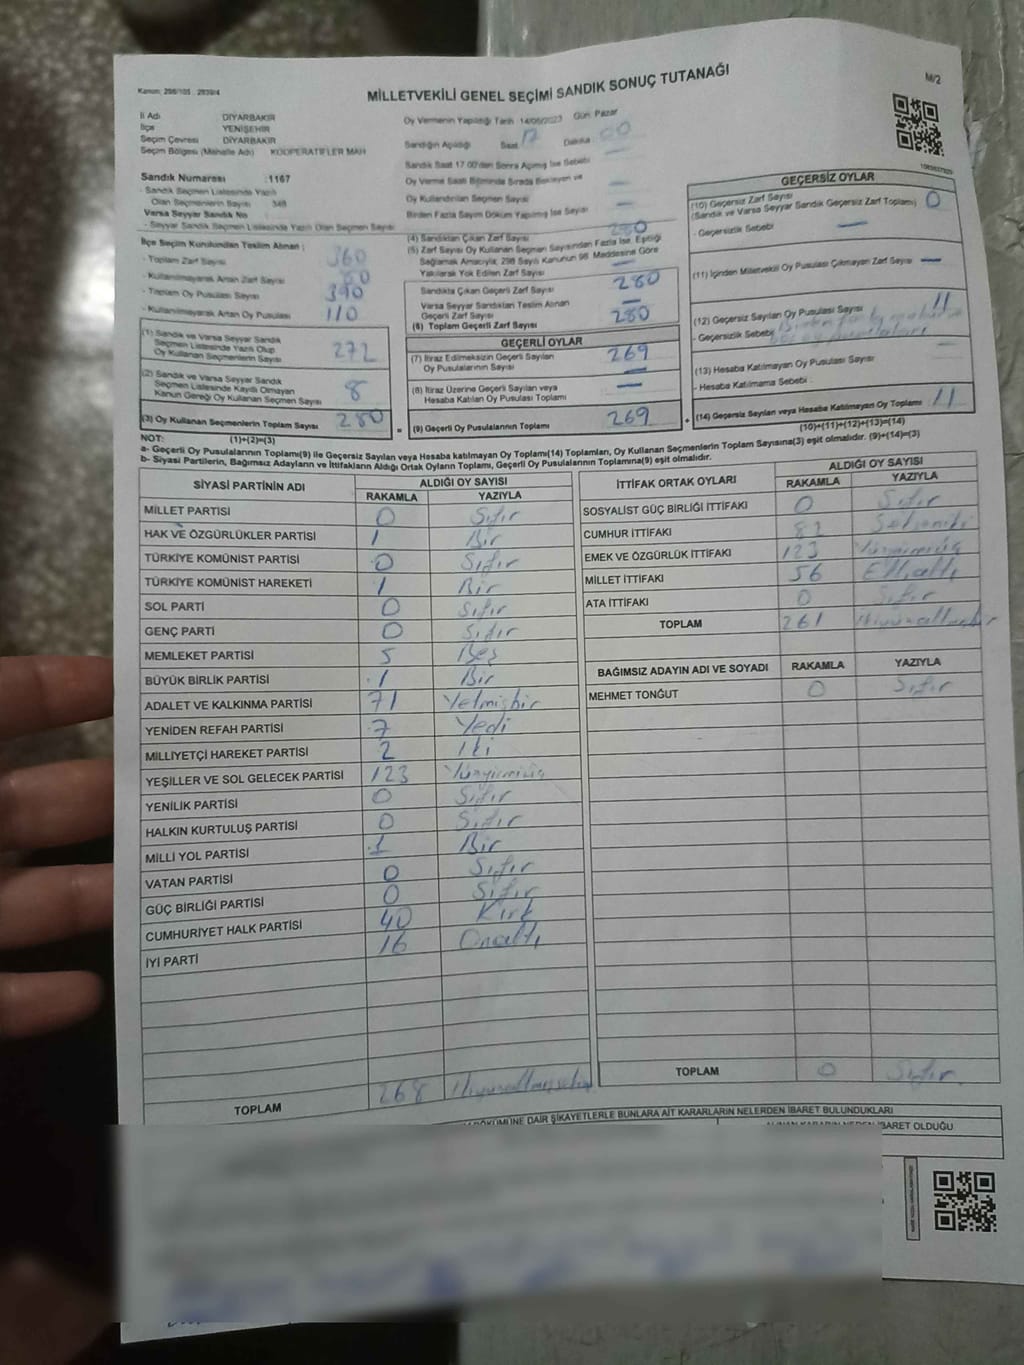 Kanun: 298/105 , 2839/4
MİLLETVEKİLİ GENEL SEÇİMİ SANDIK SONUÇ TUTANAĞI
M/2
İl Adı DİYARBAKIR
İlçe YENİŞEHİR
Seçim Çevresi DİYARBAKIR
Seçim Bölgesi (Mahalle Adı) KOOPERATİFLER MAH
Sandık Numarası :1167
- Sandık Seçmen Listesinde Yazılı
Olan Seçmenlerin Sayısı 348
Varsa Seyyar Sandık No
- Seyyar Sandık Seçmen Listesinde Yazılı Olan Seçmen Sayısı
İlçe Seçim Kurulundan Teslim Alınan ;
- Toplam Zarf Sayısı 360
- Kullanılmayarak Artan Zarf Sayısı 80
- Toplam Oy Pusulası Sayısı 390
- Kullanılmayarak Artan Oy Pusulası 110
(1) Sandık ve Varsa Seyyar Sandık
Seçmen Listesinde Yazılı Olup
Oy Kullanan Seçmenlerin Sayısı 272
(2) Sandık ve Varsa Seyyar Sandık
Seçmen Listesinde Kayıtlı Olmayan
Kanun Gereği Oy Kullanan Seçmen Sayısı 8
(3) Oy Kullanan Seçmenlerin Toplam Sayısı 280
Oy Vermenin Yapıldığı Tarih 14/05/2023 Gün: Pazar
Sandığın Açıldığı Saat 17 Dakika 00
Sandık Saat 17.00'den Sonra Açılmış İse Sebebi —
Oy Verme Saati Bitiminde Sırada Bekleyen ve
Oy Kullandırılan Seçmen Sayısı —
Birden Fazla Sayım Döküm Yapılmış İse Sayısı —
(4) Sandıktan Çıkan Zarf Sayısı 280
(5) Zarf Sayısı Oy Kullanan Seçmen Sayısından Fazla İse, Eşitliği
Sağlamak Amacıyla; 298 Sayılı Kanunun 98. Maddesine Göre
Yakılarak Yok Edilen Zarf Sayısı —
Sandıkta Çıkan Geçerli Zarf Sayısı 280
Varsa Seyyar Sandıktan Teslim Alınan
Geçerli Zarf Sayısı —
(6) Toplam Geçerli Zarf Sayısı 280
GEÇERLİ OYLAR
(7) İtiraz Edilmeksizin Geçerli Sayılan
Oy Pusulalarının Sayısı 269
(8) İtiraz Üzerine Geçerli Sayılan veya
Hesaba Katılan Oy Pusulası Toplamı —
= (9) Geçerli Oy Pusulalarının Toplamı 269
GEÇERSİZ OYLAR
(10) Geçersiz Zarf Sayısı
(Sandık ve Varsa Seyyar Sandık Geçersiz Zarf Toplamı) 0
- Geçersizlik Sebebi —
(11) İçinden Milletvekili Oy Pusulası Çıkmayan Zarf Sayısı —
(12) Geçersiz Sayılan Oy Pusulası Sayısı 11
- Geçersizlik Sebebi Birden fazla
(13) Hesaba Katılmayan Oy Pusulası Sayısı —
- Hesaba Katılmama Sebebi
+ (14) Geçersiz Sayılan veya Hesaba Katılmayan Oy Toplamı 11
NOT: (1)+(2)=(3) (10)+(11)+(12)+(13)=(14)
a- Geçerli Oy Pusulalarının Toplamı(9) ile Geçersiz Sayılan veya Hesaba katılmayan Oy Toplamı(14) Toplamları, Oy Kullanan Seçmenlerin Toplam Sayısına(3) eşit olmalıdır. (9)+(14)=(3)
b- Siyasi Partilerin, Bağımsız Adayların ve İttifakların Aldığı Ortak Oyların Toplamı, Geçerli Oy Pusulalarının Toplamına(9) eşit olmalıdır.
SİYASİ PARTİNİN ADI ALDIĞI OY SAYISI
RAKAMLA YAZIYLA
MİLLET PARTİSİ 0 Sıfır
HAK VE ÖZGÜRLÜKLER PARTİSİ 1 Bir
TÜRKİYE KOMÜNİST PARTİSİ 0 Sıfır
TÜRKİYE KOMÜNİST HAREKETİ 1 Bir
SOL PARTİ 0 Sıfır
GENÇ PARTİ 0 Sıfır
MEMLEKET PARTİSİ 5 Beş
BÜYÜK BİRLİK PARTİSİ 1 Bir
ADALET VE KALKINMA PARTİSİ 71 Yetmişbir
YENİDEN REFAH PARTİSİ 7 Yedi
MİLLİYETÇİ HAREKET PARTİSİ 2 İki
YEŞİLLER VE SOL GELECEK PARTİSİ 123 Yüzyirmiüç
YENİLİK PARTİSİ 0 Sıfır
HALKIN KURTULUŞ PARTİSİ 0 Sıfır
MİLLİ YOL PARTİSİ 1 Bir
VATAN PARTİSİ 0 Sıfır
GÜÇ BİRLİĞİ PARTİSİ 0 Sıfır
CUMHURİYET HALK PARTİSİ 40 Kırk
İYİ PARTİ 16 Onaltı
TOPLAM 268 İkiyüzaltmışsekiz
İTTİFAK ORTAK OYLARI ALDIĞI OY SAYISI
RAKAMLA YAZIYLA
SOSYALİST GÜÇ BİRLİĞİ İTTİFAKI 0 Sıfır
CUMHUR İTTİFAKI
EMEK VE ÖZGÜRLÜK İTTİFAKI 123 Yüzyirmiüç
MİLLET İTTİFAKI 56 Ellialtı
ATA İTTİFAKI 0 Sıfır
TOPLAM 261 İkiyüzaltmışbir
BAĞIMSIZ ADAYIN ADI VE SOYADI RAKAMLA YAZIYLA
MEHMET TONĞUT 0 Sıfır
TOPLAM 0 Sıfır
DÖKÜMÜNE DAİR ŞİKAYETLERLE BUNLARA AİT KARARLARIN NELERDEN İBARET BULUNDUKLARI
İBARET OLDUĞU